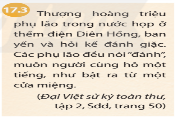 17.3 Thượng hoàng triệu
phụ lão trong nước họp ở
thềm điện Diên Hồng, ban
yến và hỏi kế đánh giặc.
Các phụ lão đều nói "đánh",
muôn người cùng hô một
tiếng, như bật ra từ một
cửa miệng.
(Đại Việt sử ký toàn thư,
tập 2, Sđd, trang 50)